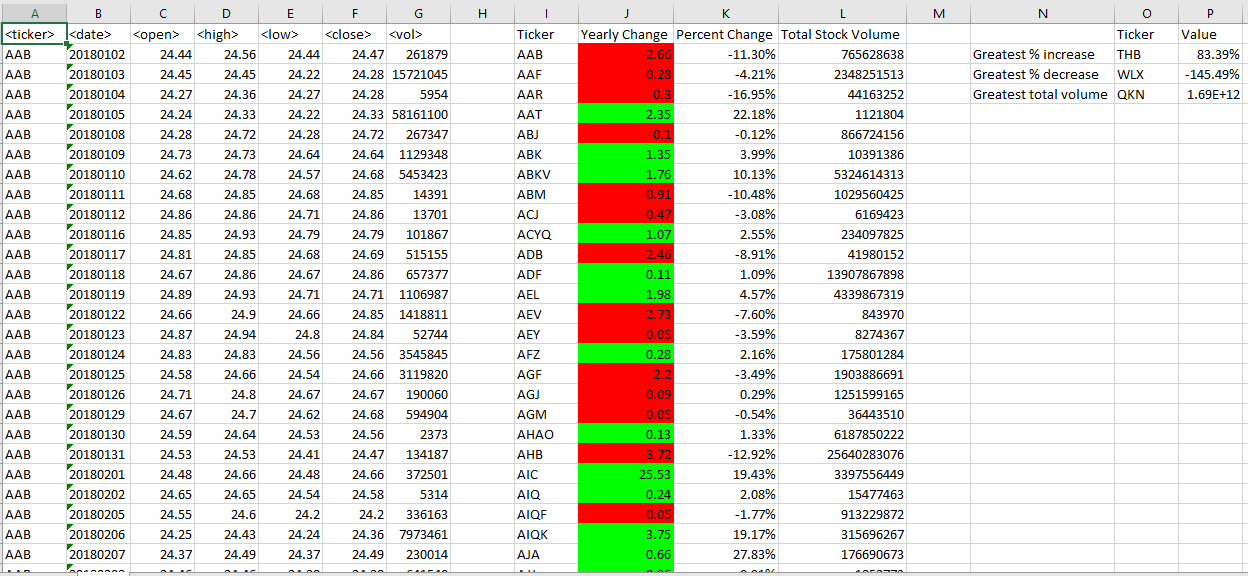 A B C D E F G H I J K L M N O P
<ticker> <date> <open> <high> <low> <close> <vol> Ticker Yearly Change Percent Change Total Stock Volume Ticker Value
AAB 20180102 24.44 24.56 24.44 24.47 261879 AAB -2.66 -11.30% 765628638 Greatest % increase THB 83.39%
AAB 20180103 24.45 24.45 24.22 24.28 15721045 AAF -0.28 -4.21% 2348251513 Greatest % decrease WLX -145.49%
AAB 20180104 24.27 24.36 24.27 24.28 5954 AAR -0.3 -16.95% 44163252 Greatest total volume QKN 1.69E+12
AAB 20180105 24.24 24.33 24.22 24.33 58161100 AAT 2.35 22.18% 1121804
AAB 20180108 24.28 24.72 24.28 24.72 267347 ABJ -0.1 -0.12% 866724156
AAB 20180109 24.73 24.73 24.64 24.64 1129348 ABK 1.35 3.99% 10391386
AAB 20180110 24.62 24.78 24.57 24.68 5453423 ABKV 1.76 10.13% 5324614313
AAB 20180111 24.68 24.85 24.68 24.85 14391 ABM -0.91 -10.48% 1029560425
AAB 20180112 24.86 24.86 24.71 24.86 13701 ACJ -0.47 -3.08% 6169423
AAB 20180116 24.85 24.93 24.79 24.79 101867 ACYQ 1.07 2.55% 234097825
AAB 20180117 24.81 24.85 24.68 24.69 515155 ADB -2.46 -8.91% 41980152
AAB 20180118 24.67 24.86 24.67 24.86 657377 ADF 0.11 1.09% 13907867898
AAB 20180119 24.89 24.93 24.71 24.71 1106987 AEL 1.98 4.57% 4339867319
AAB 20180122 24.66 24.9 24.66 24.85 1418811 AEV -2.73 -7.60% 843970
AAB 20180123 24.87 24.94 24.8 24.84 52744 AEY -0.05 -3.59% 8274367
AAB 20180124 24.83 24.83 24.56 24.56 3545845 AFZ 0.28 2.16% 175801284
AAB 20180125 24.58 24.66 24.54 24.66 3119820 AGF -2.2 -3.49% 1903886691
AAB 20180126 24.71 24.8 24.67 24.67 190060 AGJ -0.09 0.29% 1251599165
AAB 20180129 24.67 24.7 24.62 24.68 594904 AGM -0.05 -0.54% 36443510
AAB 20180130 24.59 24.64 24.53 24.56 2373 AHAO 0.13 1.33% 6187850222
AAB 20180131 24.53 24.53 24.41 24.47 134187 AHB -3.72 -12.92% 25640283076
AAB 20180201 24.48 24.66 24.48 24.66 372501 AIC 25.53 19.43% 3397556449
AAB 20180202 24.65 24.65 24.54 24.58 5314 AIQ 0.24 2.08% 15477463
AAB 20180205 24.55 24.6 24.2 24.2 336163 AIQF -0.05 -1.77% 913229872
AAB 20180206 24.25 24.43 24.24 24.36 7973461 AIQK 3.75 19.17% 315696267
AAB 20180207 24.37 24.49 24.37 24.49 230014 AJA 0.66 27.83% 176690673